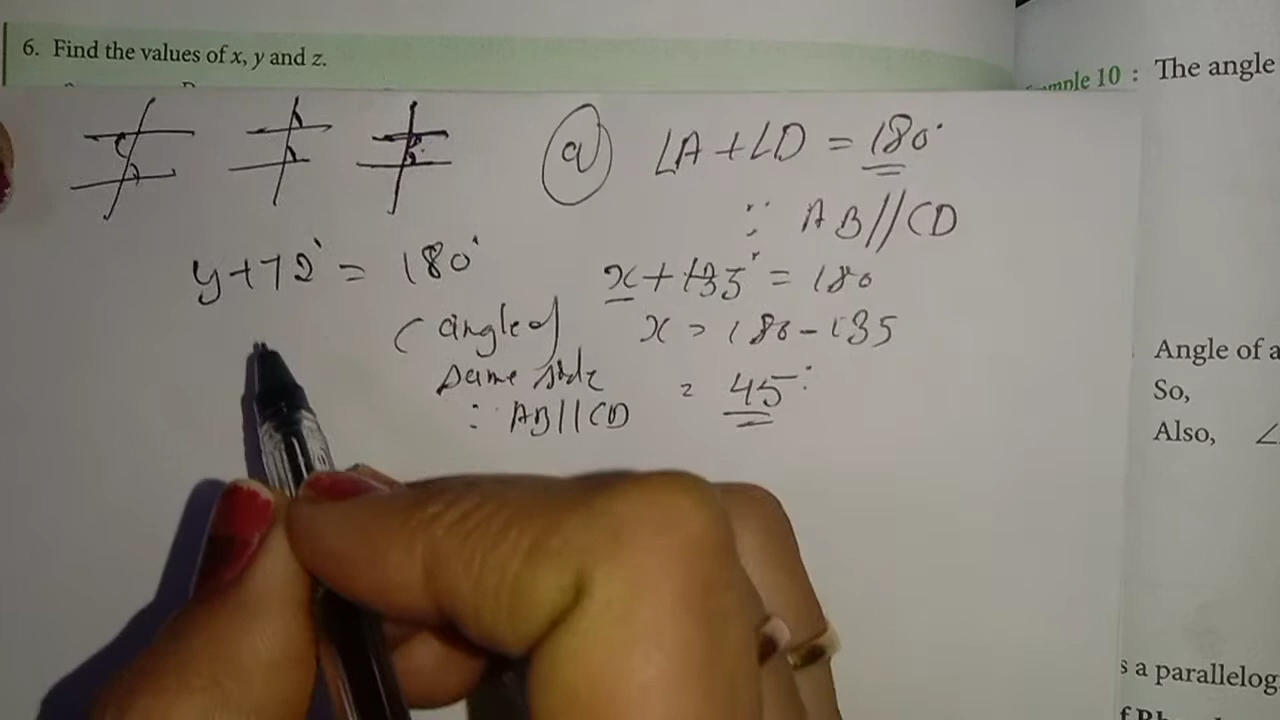 6. Find the values of x, y and z.
a
∠A + ∠D = 180°
∵ AB // CD
y + 72° = 180°
( angle of
same side
∵ AB // CD
x + 135° = 180
x = 180 - 135
= 45°
mple 10 : The angle
Angle of a
So,
Also, ∠
s a parallelog